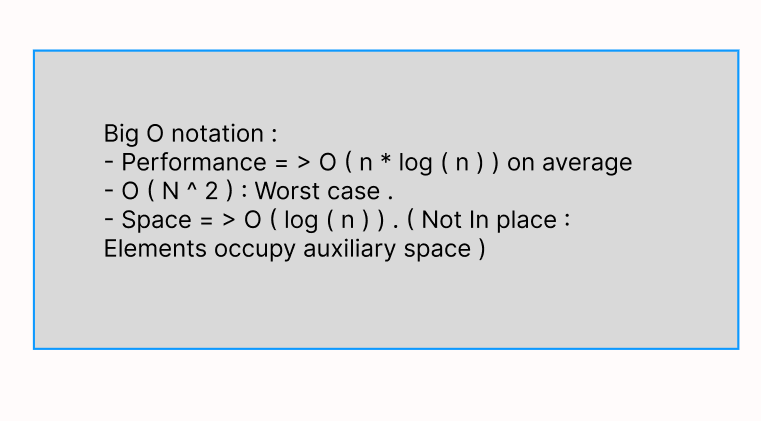 Big O notation :
- Performance = > O ( n * log ( n ) ) on average
- O ( N ^ 2 ) : Worst case .
- Space = > O ( log ( n ) ) . ( Not In place :
Elements occupy auxiliary space )